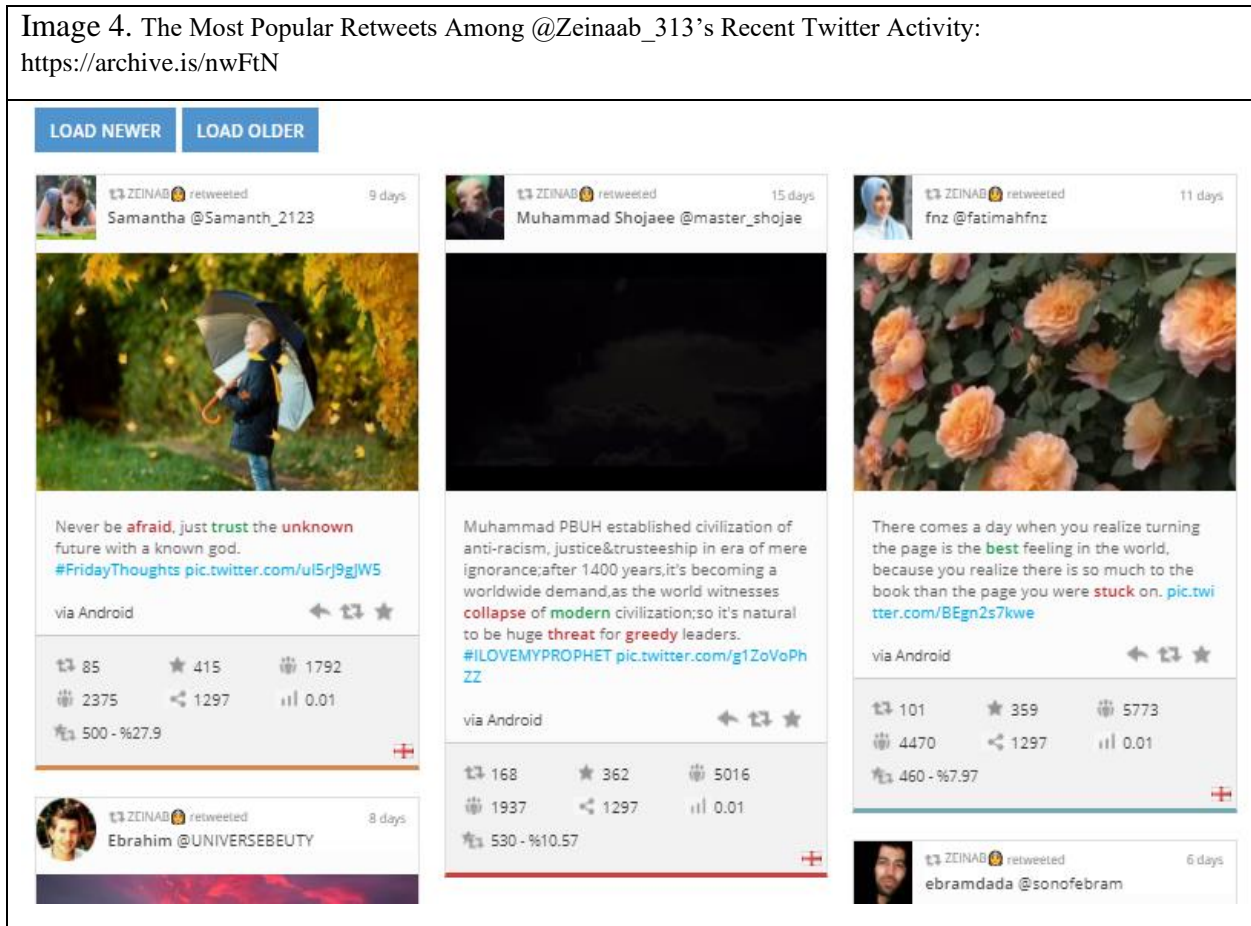 Image 4. The Most Popular Retweets Among @Zeinaab_313's Recent Twitter Activity:
https://archive.is/nwFtN
LOAD NEWER LOAD OLDER
ZEINAB👩 retweeted 9 days
Samantha @Samanth_2123
Never be afraid, just trust the unknown
future with a known god.
#FridayThoughts pic.twitter.com/ul5rJ9gJW5
via Android
85 415 1792
2375 1297 0.01
500 - %27.9
ZEINAB👩 retweeted 8 days
Ebrahim @UNIVERSEBEUTY
ZEINAB👩 retweeted 15 days
Muhammad Shojaee @master_shojae
Muhammad PBUH established civilization of
anti-racism, justice&trusteeship in era of mere
ignorance;after 1400 years,it's becoming a
worldwide demand,as the world witnesses
collapse of modern civilization;so it's natural
to be huge threat for greedy leaders.
#ILOVEMYPROPHET pic.twitter.com/g1ZoVoPh
ZZ
via Android
168 362 5016
1937 1297 0.01
530 - %10.57
ZEINAB👩 retweeted 11 days
fnz @fatimahfnz
There comes a day when you realize turning
the page is the best feeling in the world,
because you realize there is so much to the
book than the page you were stuck on. pic.twi
tter.com/BEgn2s7kwe
via Android
101 359 5773
4470 1297 0.01
460 - %7.97
ZEINAB👩 retweeted 6 days
ebramdada @sonofebram